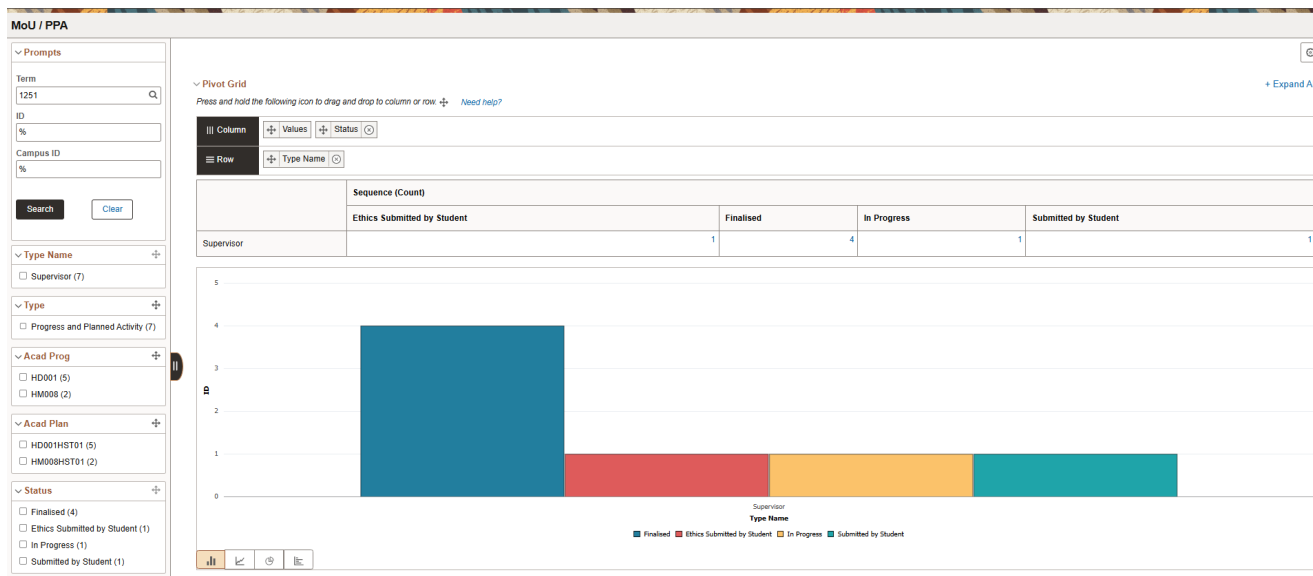 MoU / PPA
Prompts
Term
1251
ID
%
Campus ID
%
Search Clear
Type Name
Supervisor (7)
Type
Progress and Planned Activity (7)
Acad Prog
HD001 (5)
HM008 (2)
Acad Plan
HD001HST01 (5)
HM008HST01 (2)
Status
Finalised (4)
Ethics Submitted by Student (1)
In Progress (1)
Submitted by Student (1)
Pivot Grid
+ Expand A
Press and hold the following icon to drag and drop to column or row. Need help?
Column Values Status
Row Type Name
Sequence (Count)
Ethics Submitted by Student Finalised In Progress Submitted by Student
Supervisor 1 4 1 1
5
4
3
2
1
0
ID
Supervisor
Type Name
Finalised Ethics Submitted by Student In Progress Submitted by Student